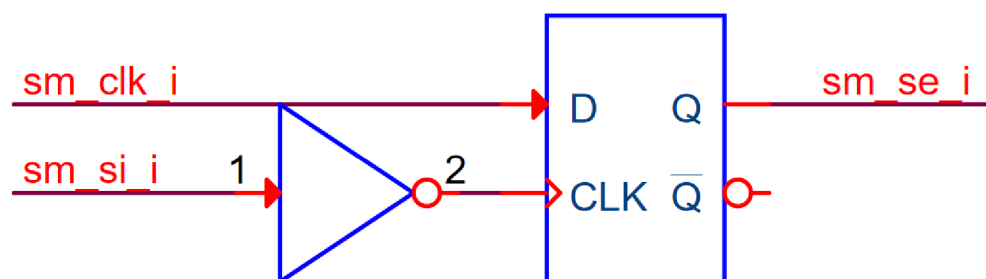 sm_clk_i
sm_se_i
D Q
sm_si_i 1 2
CLK Q̅